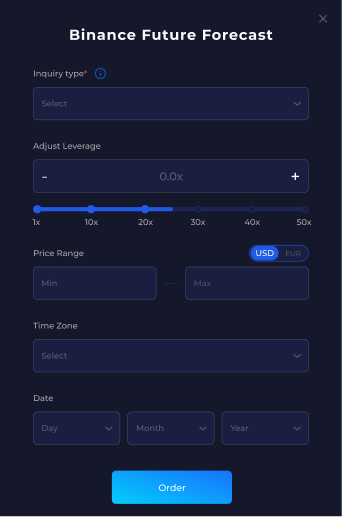 Binance Future Forecast
Inquiry type*
Select
Adjust Leverage
- 0.0x +
1x 10x 20x 30x 40x 50x
Price Range USD EUR
Min Max
Time Zone
Select
Date
Day Month Year
Order